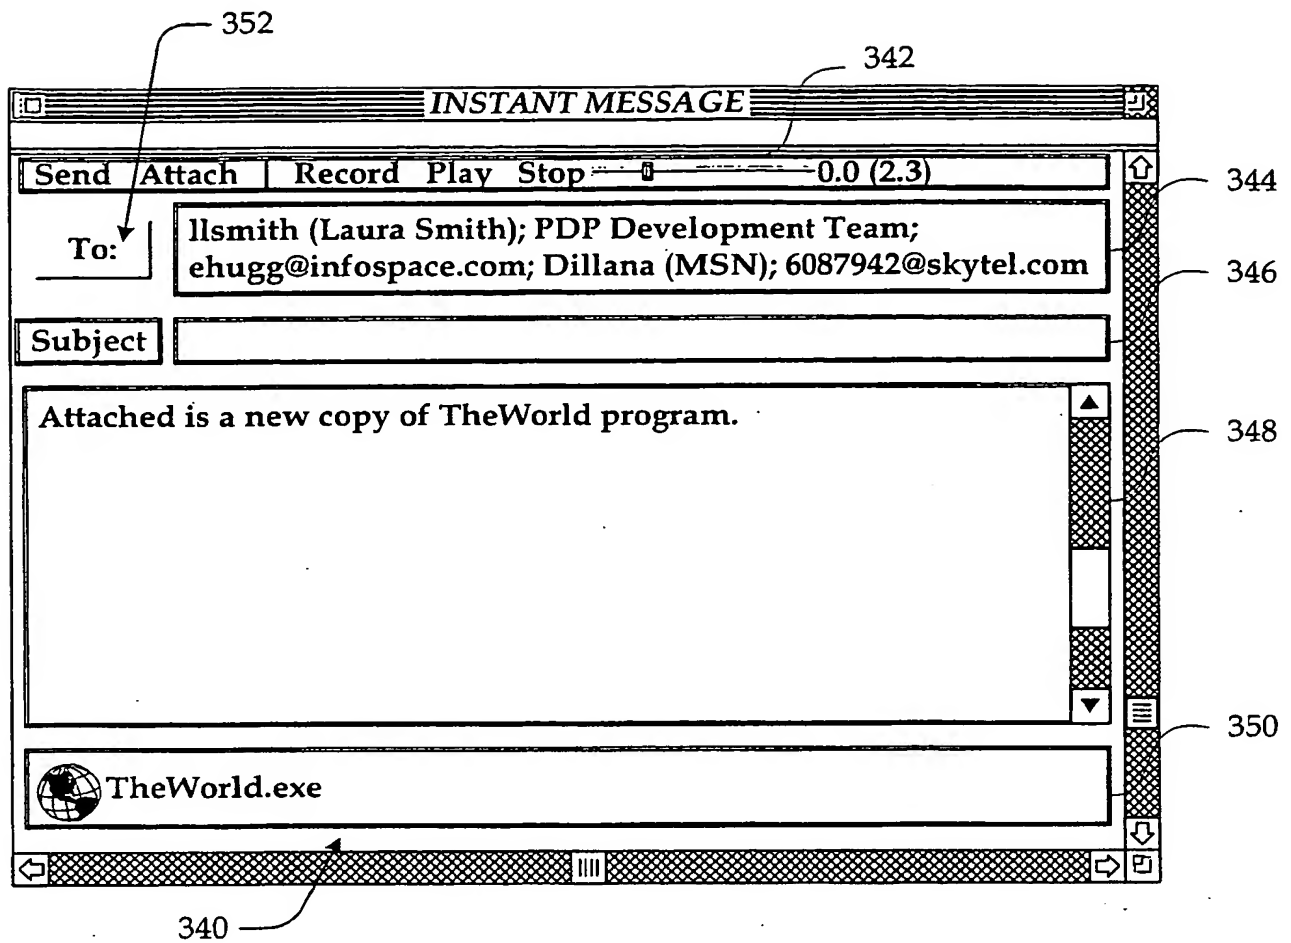 352
342
INSTANT MESSAGE
Send Attach | Record Play Stop 0.0 (2.3)
344
To:
llsmith (Laura Smith); PDP Development Team;
ehugg@infospace.com; Dillana (MSN); 6087942@skytel.com
346
Subject
Attached is a new copy of TheWorld program.
348
350
TheWorld.exe
340